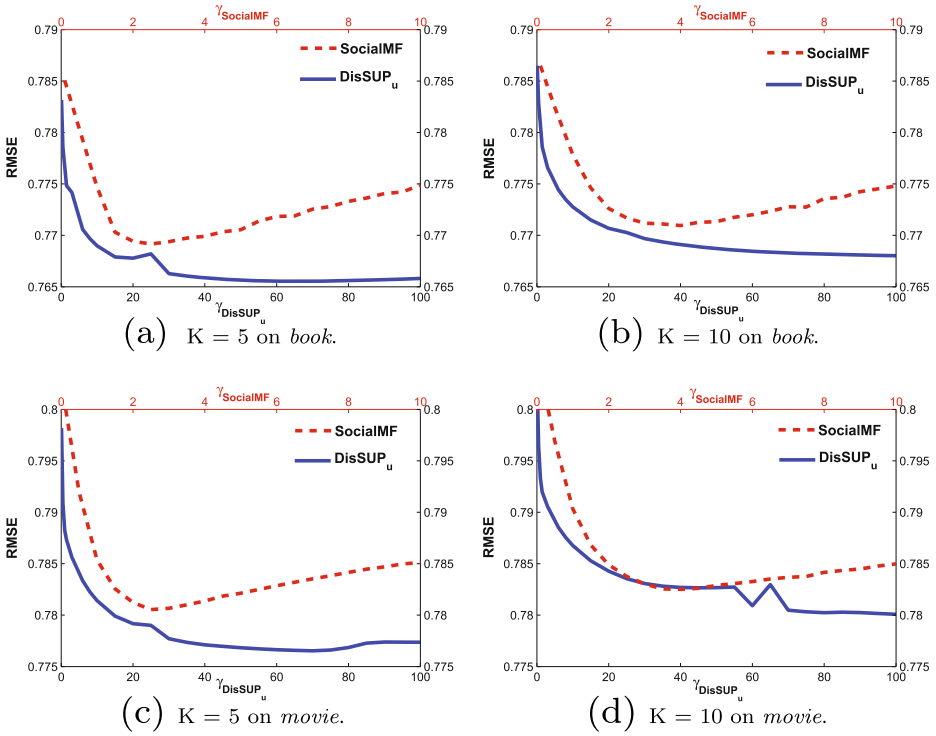 γSocialMF γSocialMF
0 2 4 6 8 10 0 2 4 6 8 10
0.79 0.79 0.79 0.79
SocialMF SocialMF
DisSUPu DisSUPu
0.785 0.785 0.785 0.785
0.78 0.78 0.78 0.78
RMSE RMSE
0.775 0.775 0.775 0.775
0.77 0.77 0.77 0.77
0.765 0.765 0.765 0.765
0 20 40 60 80 100 0 20 40 60 80 100
γDisSUPu γDisSUPu
(a) K = 5 on book. (b) K = 10 on book.
γSocialMF γSocialMF
0 2 4 6 8 10 0 2 4 6 8 10
0.8 0.8 0.8 0.8
SocialMF SocialMF
DisSUPu DisSUPu
0.795 0.795 0.795 0.795
0.79 0.79 0.79 0.79
RMSE RMSE
0.785 0.785 0.785 0.785
0.78 0.78 0.78 0.78
0.775 0.775 0.775 0.775
0 20 40 60 80 100 0 20 40 60 80 100
γDisSUPu γDisSUPu
(c) K = 5 on movie. (d) K = 10 on movie.